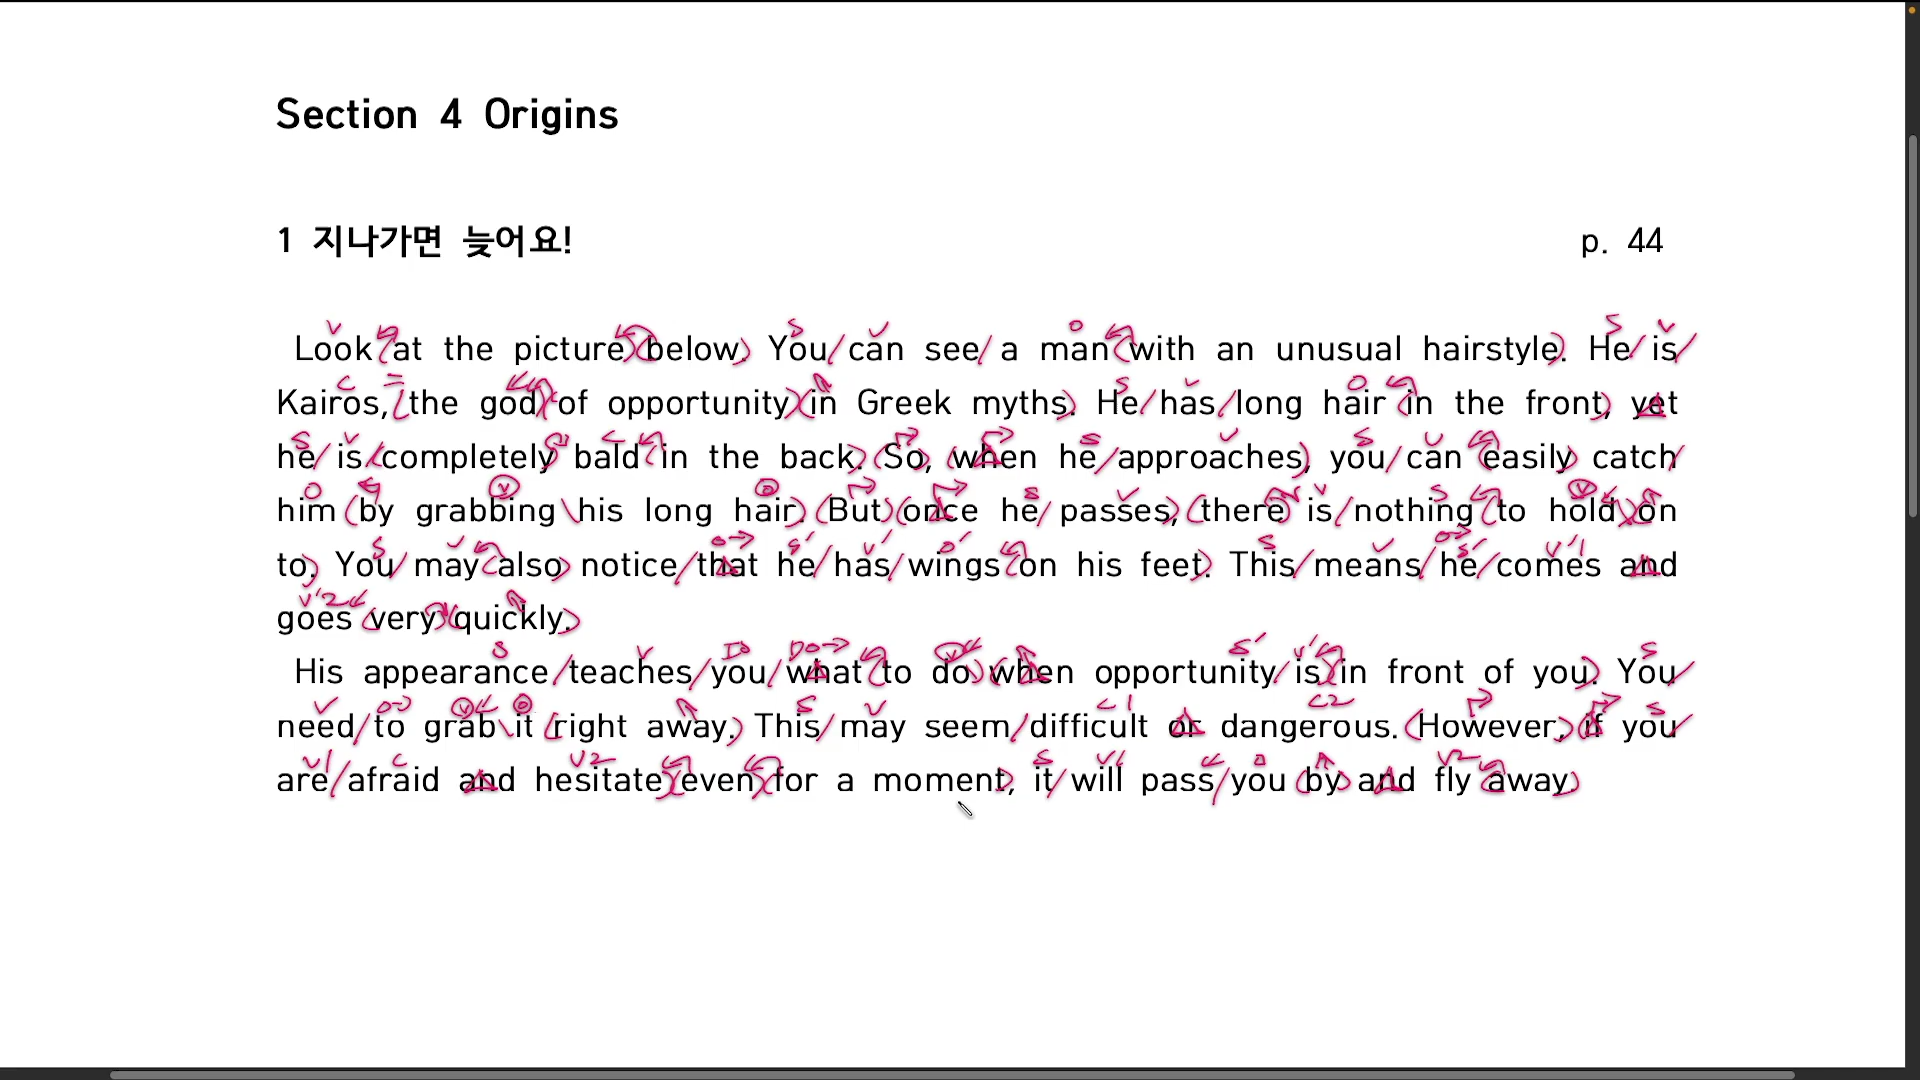 Section 4 Origins
1 지나가면 늦어요! p. 44
Look at the picture below. You can see a man with an unusual hairstyle. He is
Kairos, the god of opportunity in Greek myths. He has long hair in the front, yet
he is completely bald in the back. So, when he approaches, you can easily catch
him by grabbing his long hair. But once he passes, there is nothing to hold on
to. You may also notice that he has wings on his feet. This means he comes and
goes very quickly.
His appearance teaches you what to do when opportunity is in front of you. You
need to grab it right away. This may seem difficult or dangerous. However, if you
are afraid and hesitate even for a moment, it will pass you by and fly away.